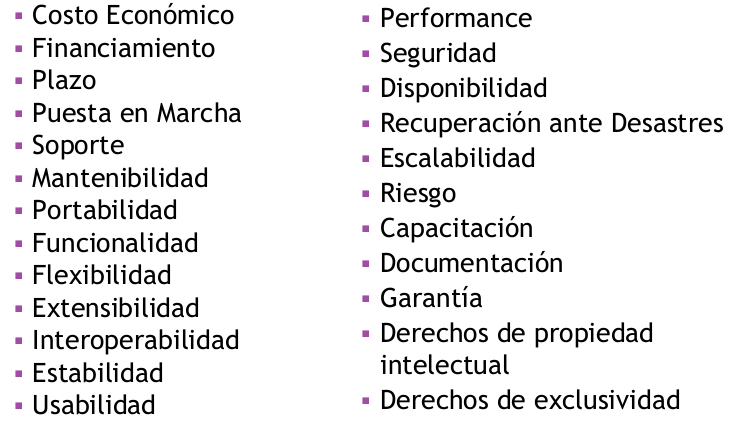 Costo Económico
Financiamiento
Plazo
Puesta en Marcha
Soporte
Mantenibilidad
Portabilidad
Funcionalidad
Flexibilidad
Extensibilidad
Interoperabilidad
Estabilidad
Usabilidad
Performance
Seguridad
Disponibilidad
Recuperación ante Desastres
Escalabilidad
Riesgo
Capacitación
Documentación
Garantía
Derechos de propiedad
intelectual
Derechos de exclusividad